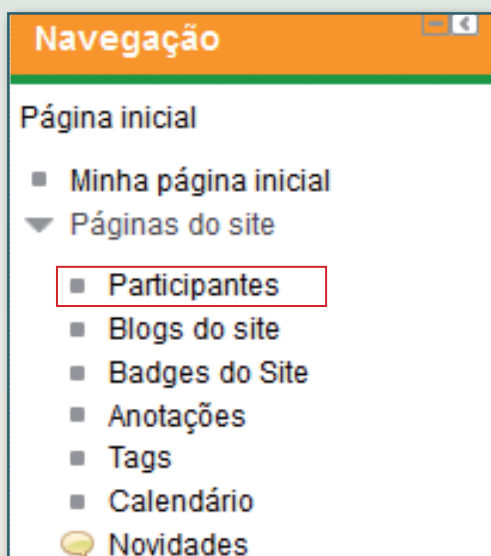 Navegação
Página inicial
Minha página inicial
Páginas do site
Participantes
Blogs do site
Badges do Site
Anotações
Tags
Calendário
Novidades